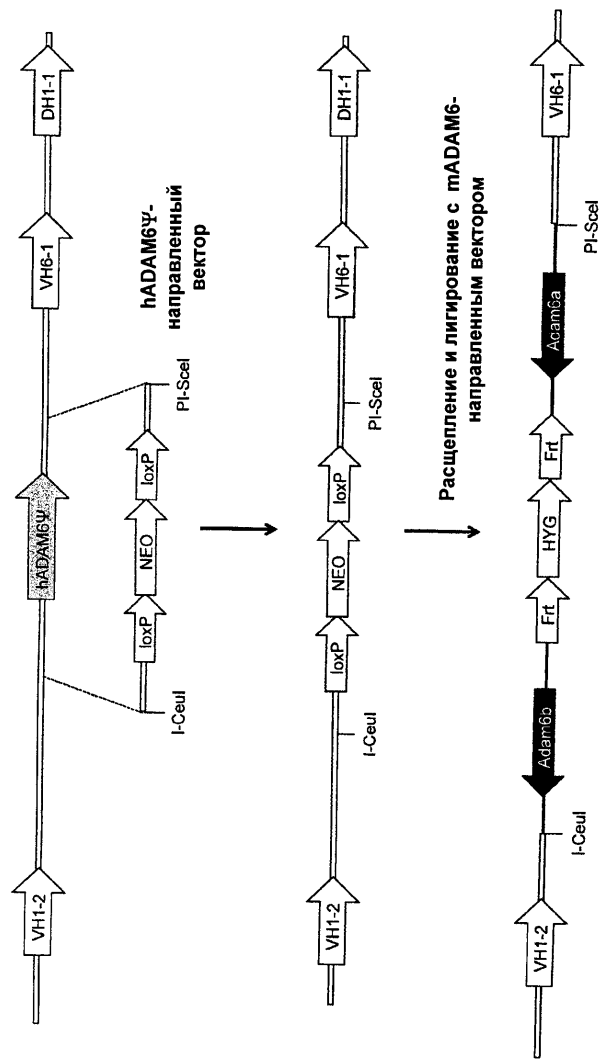 VH1-2
hADAM6Ψ
VH6-1
DH1-1
I-CeuI
loxP
NEO
loxP
PI-SceI
hADAM6Ψ-
направленный
вектор
VH1-2
I-CeuI
loxP
NEO
loxP
PI-SceI
VH6-1
DH1-1
Расщепление и лигирование с mADAM6-
направленным вектором
VH1-2
I-CeuI
Adam6b
Frt
HYG
Frt
Acam6a
PI-SceI
VH6-1